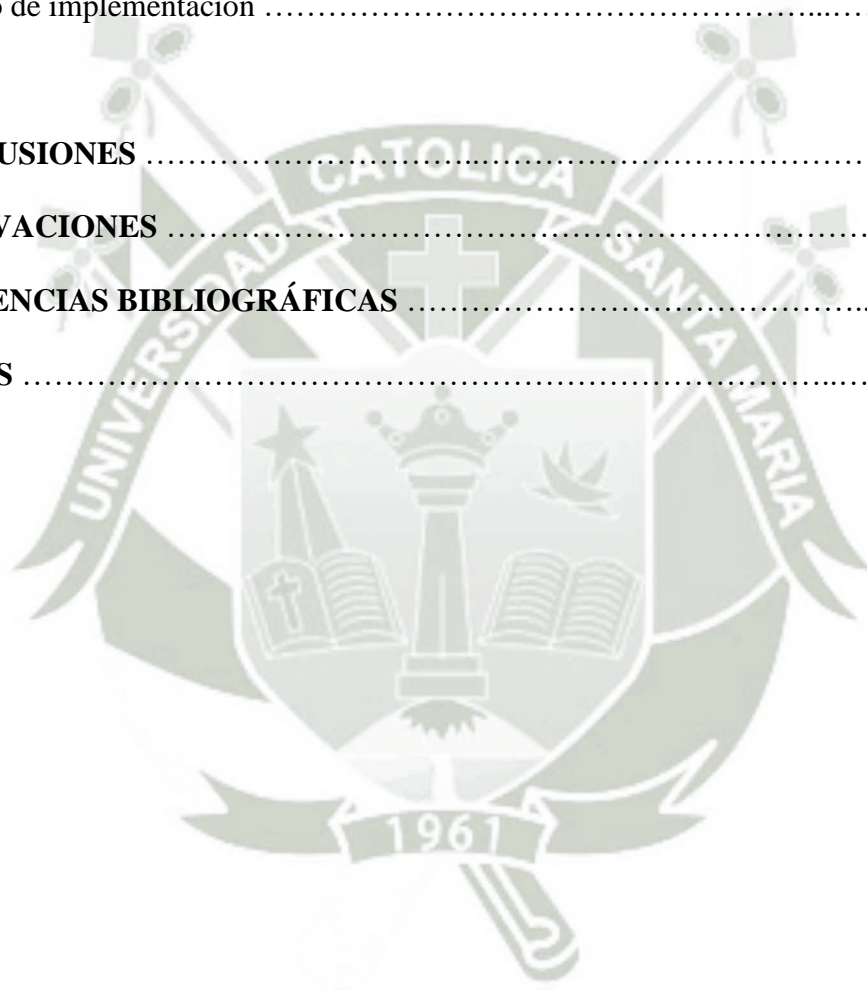 o de implementación ……………………………………………...….
USIONES ………………………...………………………………
VACIONES ………………………………………………………
ENCIAS BIBLIOGRÁFICAS ……………………………………..
S ……………………………………………………………..….
UNIVERSIDAD CATOLICA SANTA MARIA
1961